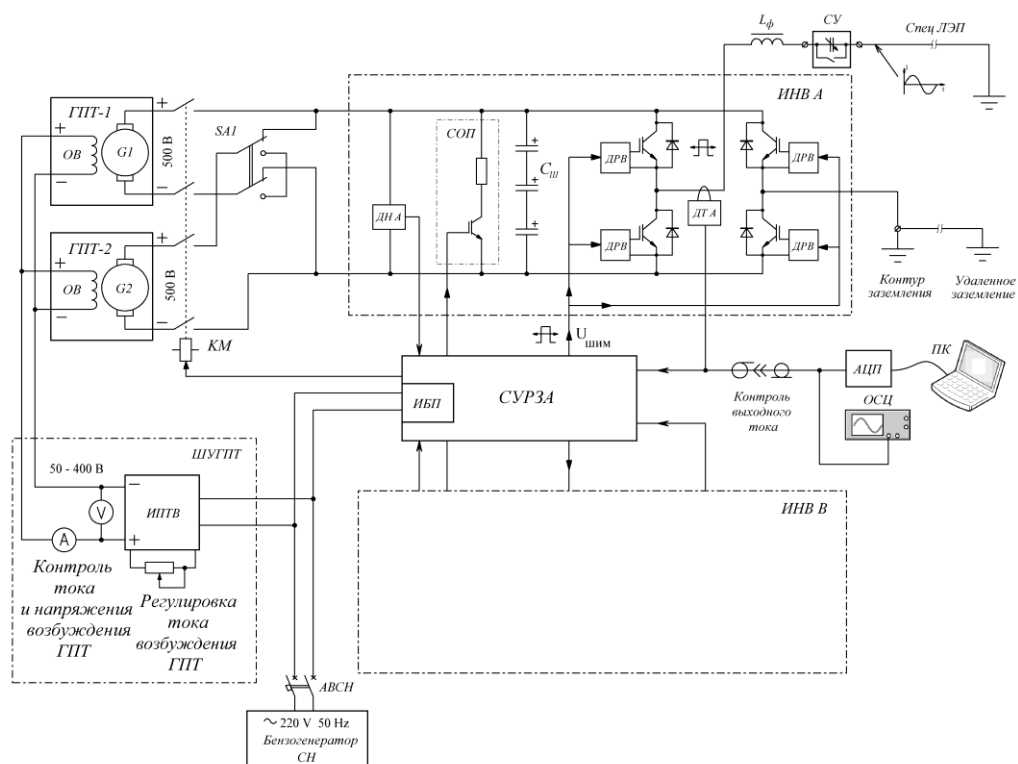 Lф
СУ
Спец ЛЭП
ИНВ А
ГПТ-1
+
+
ОВ
G1
500 В
−
−
SA1
СОП
+
Сш
+
+
ДРВ
ДРВ
ДН А
ДТ А
ДРВ
ДРВ
ГПТ-2
+
+
ОВ
G2
500 В
−
−
КМ
Контур
заземления
Удаленное
заземление
Uшим
СУРЗА
ИБП
Контроль
выходного
тока
АЦП
ПК
ОСЦ
ШУГПТ
50 - 400 В
−
V
ИПТВ
A
+
Контроль
тока
и напряжения
возбуждения
ГПТ
Регулировка
тока
возбуждения
ГПТ
ИНВ В
АВСН
~ 220 V 50 Hz
Бензогенератор
СН